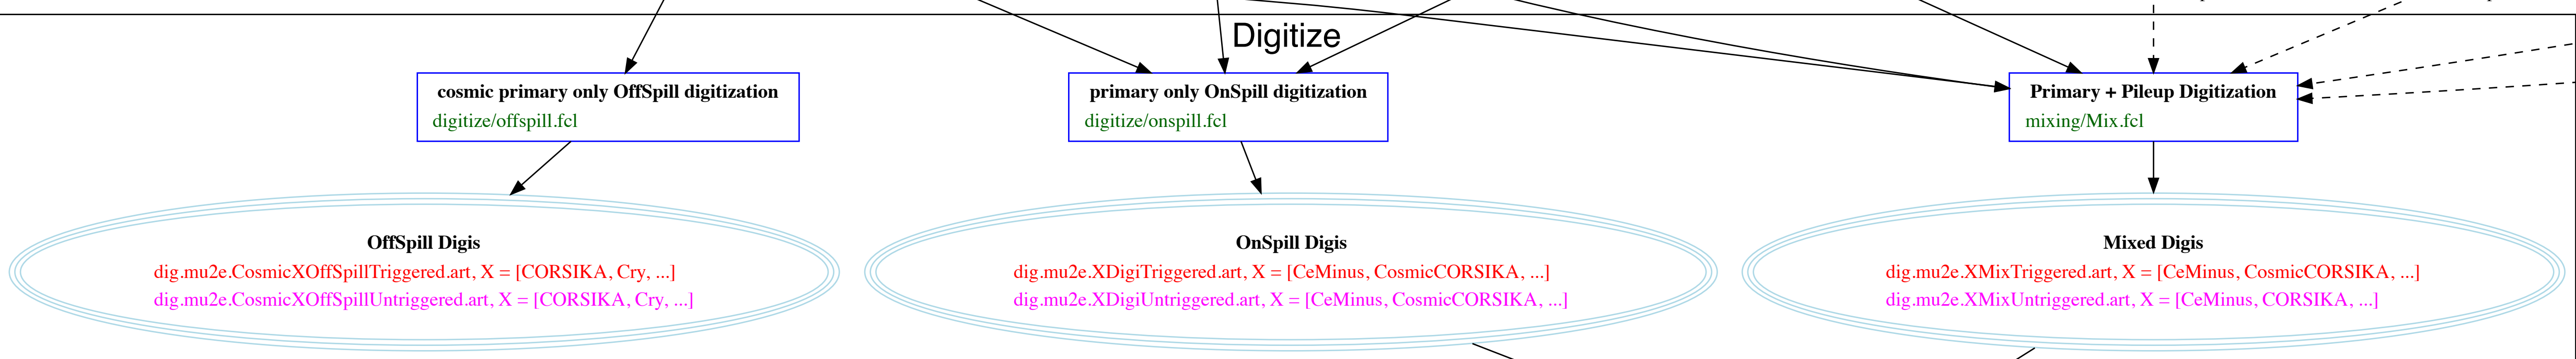 Digitize
cosmic primary only OffSpill digitization
digitize/offspill.fcl
primary only OnSpill digitization
digitize/onspill.fcl
Primary + Pileup Digitization
mixing/Mix.fcl
OffSpill Digis
dig.mu2e.CosmicXOffSpillTriggered.art, X = [CORSIKA, Cry, ...]
dig.mu2e.CosmicXOffSpillUntriggered.art, X = [CORSIKA, Cry, ...]
OnSpill Digis
dig.mu2e.XDigiTriggered.art, X = [CeMinus, CosmicCORSIKA, ...]
dig.mu2e.XDigiUntriggered.art, X = [CeMinus, CosmicCORSIKA, ...]
Mixed Digis
dig.mu2e.XMixTriggered.art, X = [CeMinus, CosmicCORSIKA, ...]
dig.mu2e.XMixUntriggered.art, X = [CeMinus, CORSIKA, ...]